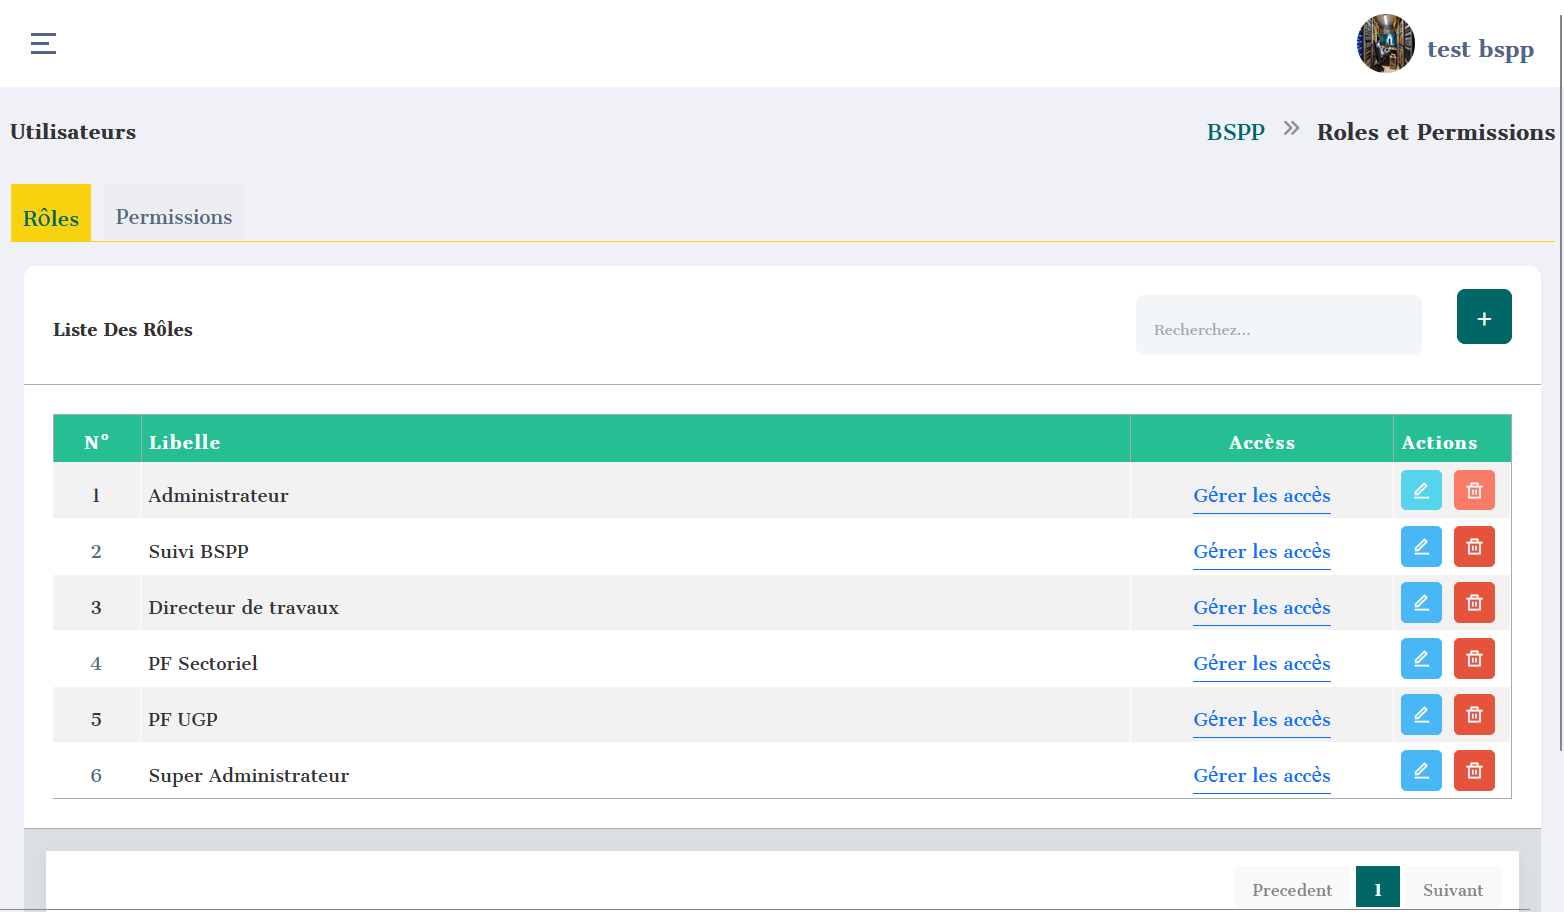 test bspp
Utilisateurs
BSPP » Roles et Permissions
Rôles Permissions
Liste Des Rôles
Recherchez...
+
N° Libelle Accèss Actions
1 Administrateur Gérer les accès
2 Suivi BSPP Gérer les accès
3 Directeur de travaux Gérer les accès
4 PF Sectoriel Gérer les accès
5 PF UGP Gérer les accès
6 Super Administrateur Gérer les accès
Precedent 1 Suivant